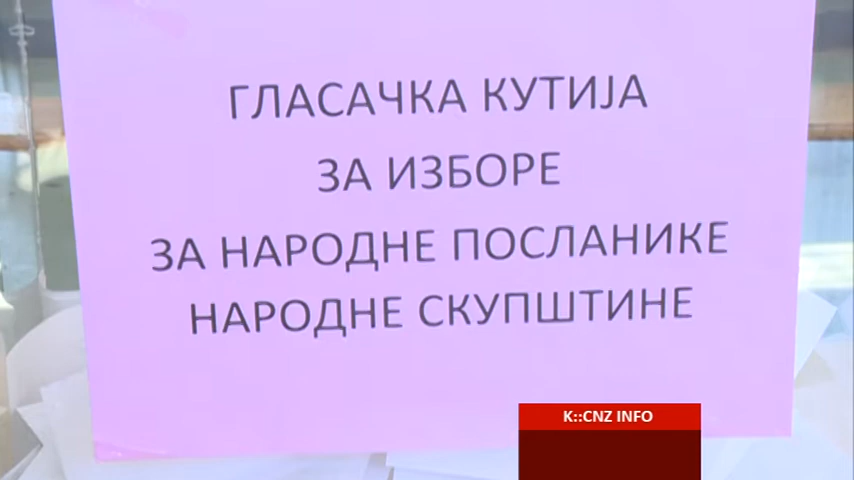 ГЛАСАЧКА КУТИЈА
ЗА ИЗБОРЕ
ЗА НАРОДНЕ ПОСЛАНИКЕ
НАРОДНЕ СКУПШТИНЕ
K::CNZ INFO